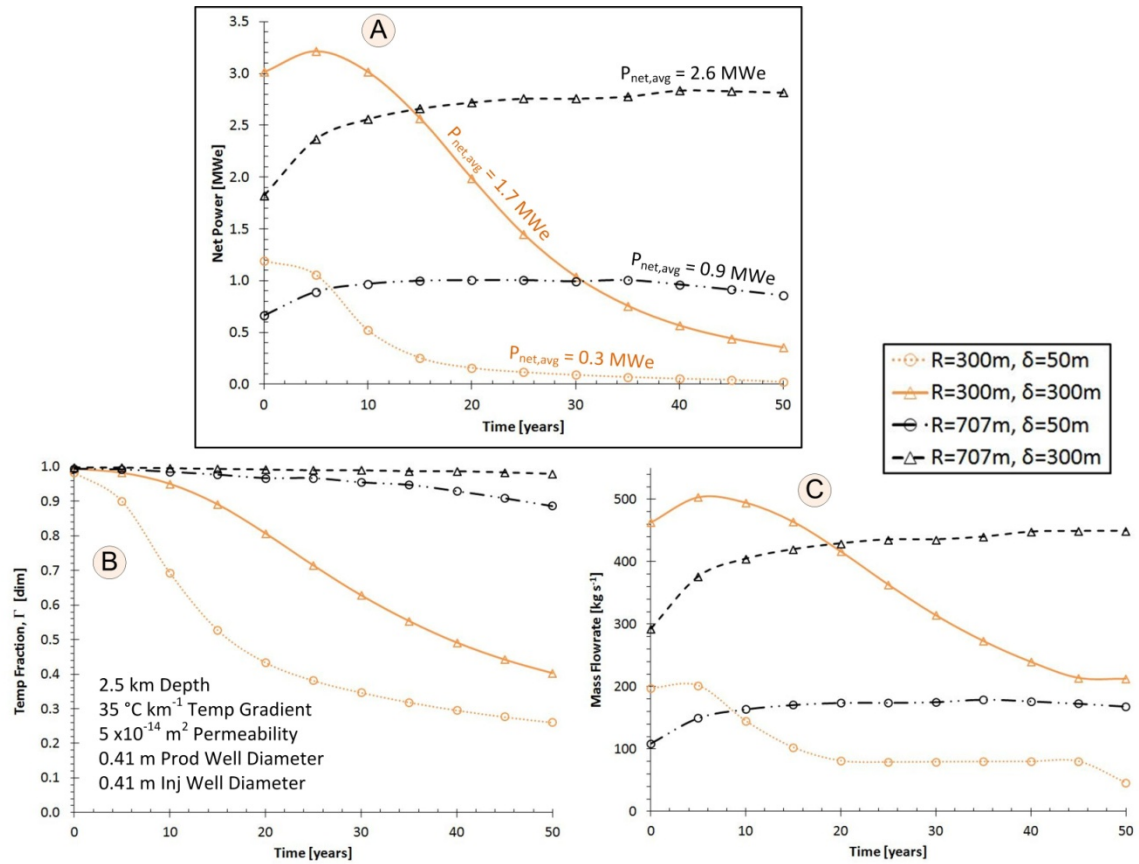 A
3.5
3.0
2.5
2.0
1.5
1.0
0.5
0.0
Net Power [MWe]
P_net,avg = 2.6 MWe
P_net,avg = 1.7 MWe
P_net,avg = 0.9 MWe
P_net,avg = 0.3 MWe
0 10 20 30 40 50
Time [years]
R=300m, δ=50m
R=300m, δ=300m
R=707m, δ=50m
R=707m, δ=300m
B
1.0
0.9
0.8
0.7
0.6
0.5
0.4
0.3
0.2
0.1
0.0
Temp Fraction, Γ [dim]
2.5 km Depth
35 °C km⁻¹ Temp Gradient
5 x10⁻¹⁴ m² Permeability
0.41 m Prod Well Diameter
0.41 m Inj Well Diameter
0 10 20 30 40 50
Time [years]
C
500
400
300
200
100
0
Mass Flowrate [kg s⁻¹]
0 10 20 30 40 50
Time [years]